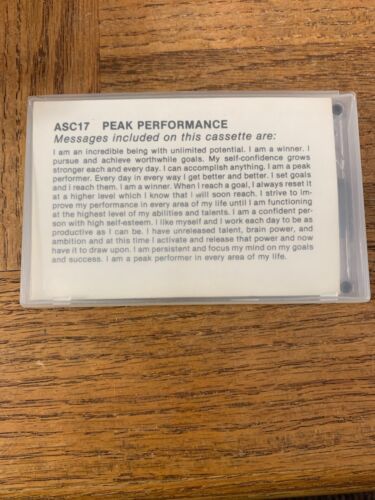 ASC17 PEAK PERFORMANCE
Messages included on this cassette are:
I am an incredible being with unlimited potential. I am a winner. I
pursue and achieve worthwhile goals. My self-confidence grows
stronger each and every day. I can accomplish anything. I am a peak
performer. Every day in every way I get better and better. I set goals
and I reach them. I am a winner. When I reach a goal, I always reset it
at a higher level which I know that I will soon reach. I strive to im-
prove my performance in every area of my life until I am functioning
at the highest level of my abilities and talents. I am a confident per-
son with high self-esteem. I like myself and I work each day to be as
productive as I can be. I have unreleased talent, brain power, and
ambition and at this time I activate and release that power and now
have it to draw upon. I am persistent and focus my mind on my goals
and success. I am a peak performer in every area of my life.